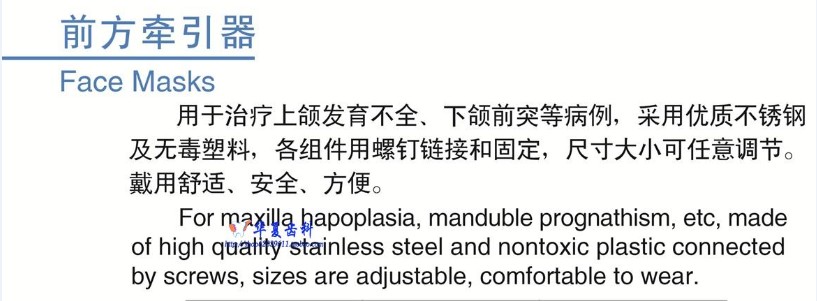 前方牵引器
Face Masks
用于治疗上颌发育不全、下颌前突等病例，采用优质不锈钢
及无毒塑料，各组件用螺钉链接和固定，尺寸大小可任意调节。
戴用舒适、安全、方便。
For maxilla hapoplasia, manduble prognathism, etc, made
华夏齿科
of high quality stainless steel and nontoxic plastic connected
by screws, sizes are adjustable, comfortable to wear.